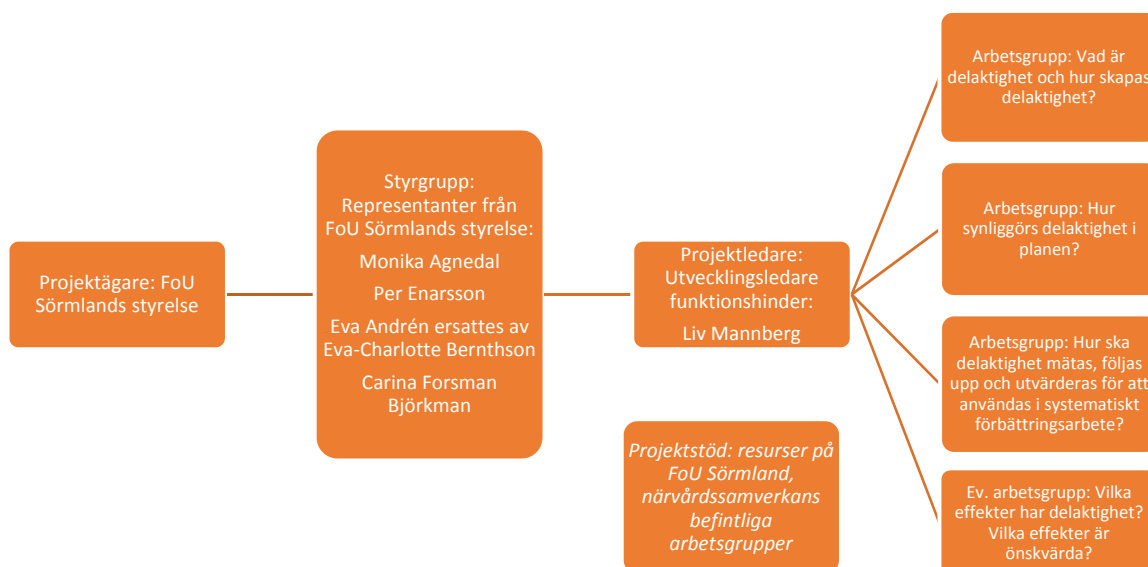 Projektägare: FoU
Sörmlands styrelse
Styrgrupp:
Representanter från
FoU Sörmlands styrelse:
Monika Agnedal
Per Enarsson
Eva Andrén ersattes av
Eva-Charlotte Bernthson
Carina Forsman
Björkman
Projektledare:
Utvecklingsledare
funktionshinder:
Liv Mannberg
Projektstöd: resurser på
FoU Sörmland,
närvårdssamverkans
befintliga
arbetsgrupper
Arbetsgrupp: Vad är
delaktighet och hur skapas
delaktighet?
Arbetsgrupp: Hur
synliggörs delaktighet i
planen?
Arbetsgrupp: Hur ska
delaktighet mätas, följas
upp och utvärderas för att
användas i systematiskt
förbättringsarbete?
Ev. arbetsgrupp: Vilka
effekter har delaktighet?
Vilka effekter är
önskvärda?